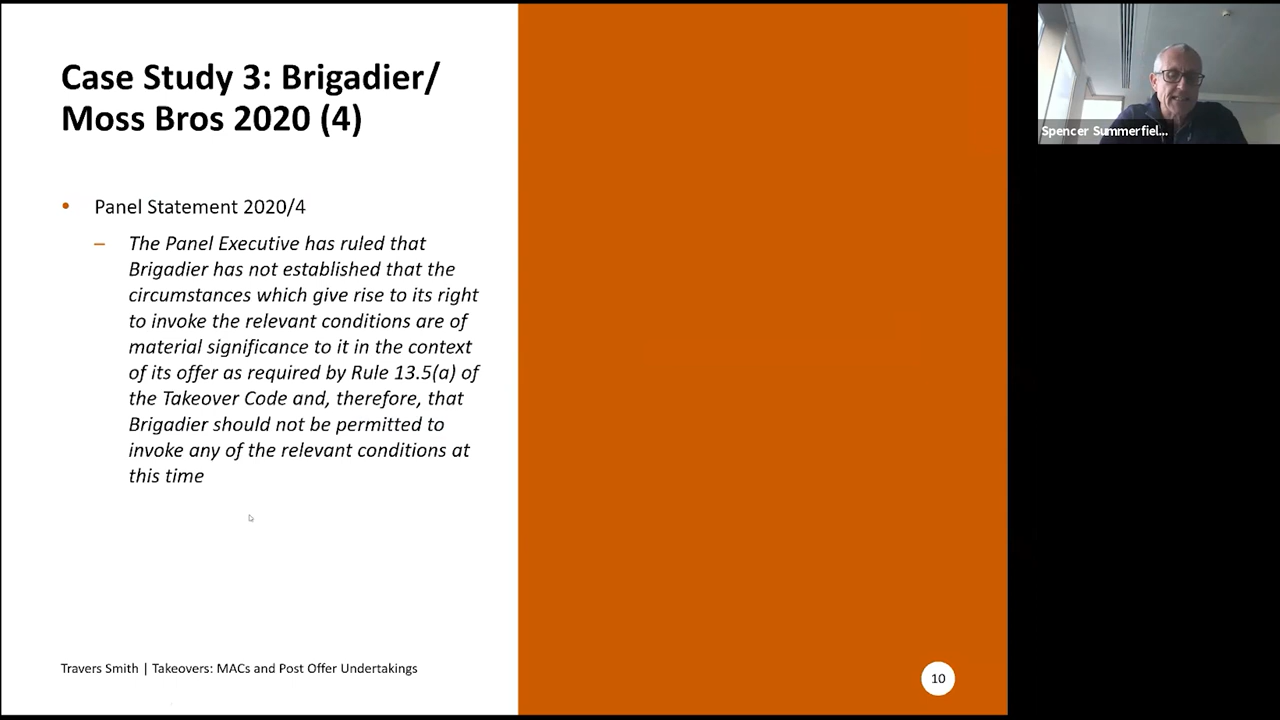 Case Study 3: Brigadier/
Moss Bros 2020 (4)
• Panel Statement 2020/4
– The Panel Executive has ruled that
Brigadier has not established that the
circumstances which give rise to its right
to invoke the relevant conditions are of
material significance to it in the context
of its offer as required by Rule 13.5(a) of
the Takeover Code and, therefore, that
Brigadier should not be permitted to
invoke any of the relevant conditions at
this time
Travers Smith | Takeovers: MACs and Post Offer Undertakings
10
Spencer Summerfiel...